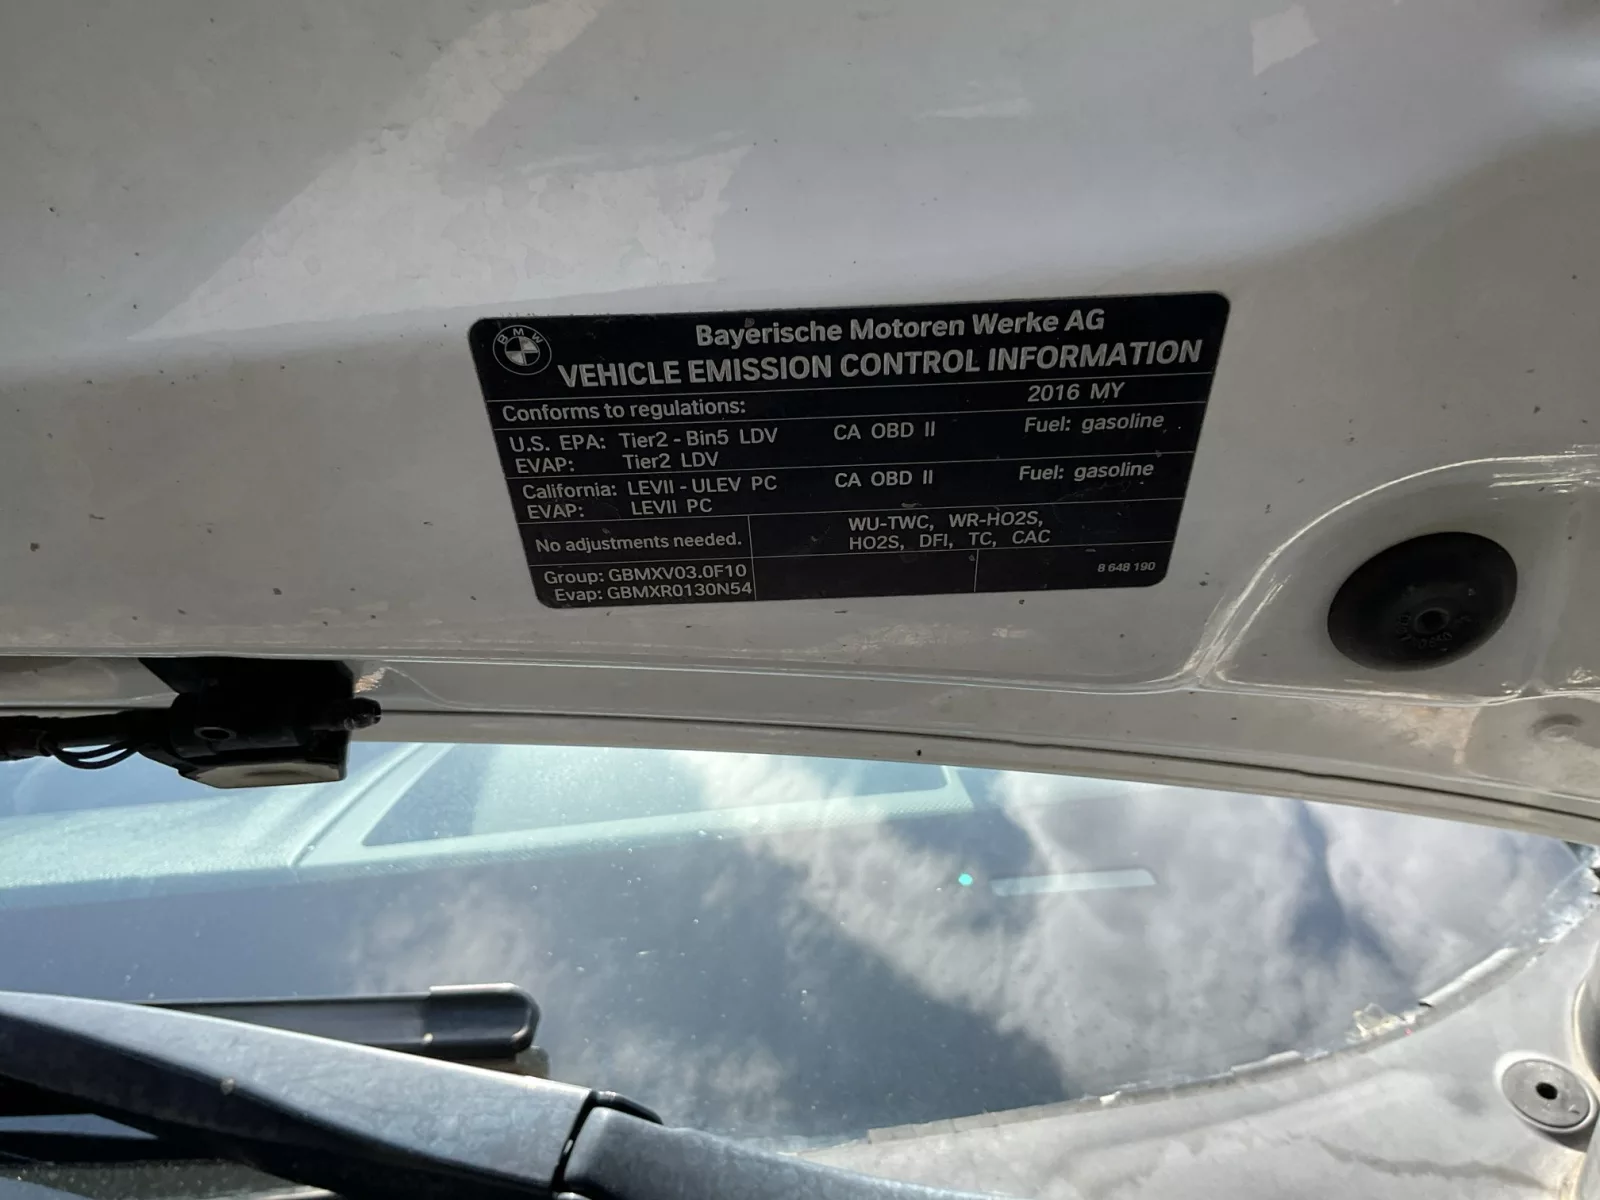 BMW
Bayerische Motoren Werke AG
VEHICLE EMISSION CONTROL INFORMATION
Conforms to regulations: 2016 MY
U.S. EPA: Tier2 - Bin5 LDV CA OBD II Fuel: gasoline
EVAP: Tier2 LDV
California: LEVII - ULEV PC CA OBD II Fuel: gasoline
EVAP: LEVII PC
No adjustments needed.
WU-TWC, WR-HO2S,
HO2S, DFI, TC, CAC
Group: GBMXV03.0F10
Evap: GBMXR0130N54
8 648 190